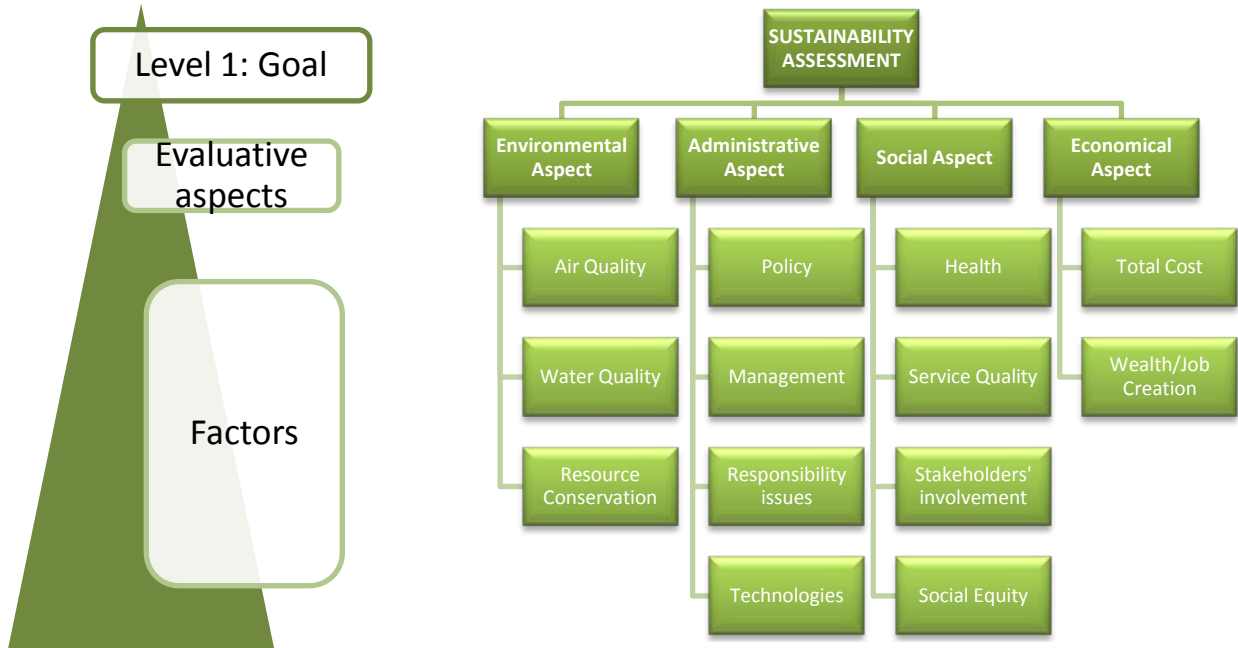 Level 1: Goal
Evaluative
aspects
Factors
SUSTAINABILITY
ASSESSMENT
Environmental
Aspect
Administrative
Aspect
Social Aspect
Economical
Aspect
Air Quality
Policy
Health
Total Cost
Water Quality
Management
Service Quality
Wealth/Job
Creation
Resource
Conservation
Responsibility
issues
Stakeholders'
involvement
Technologies
Social Equity